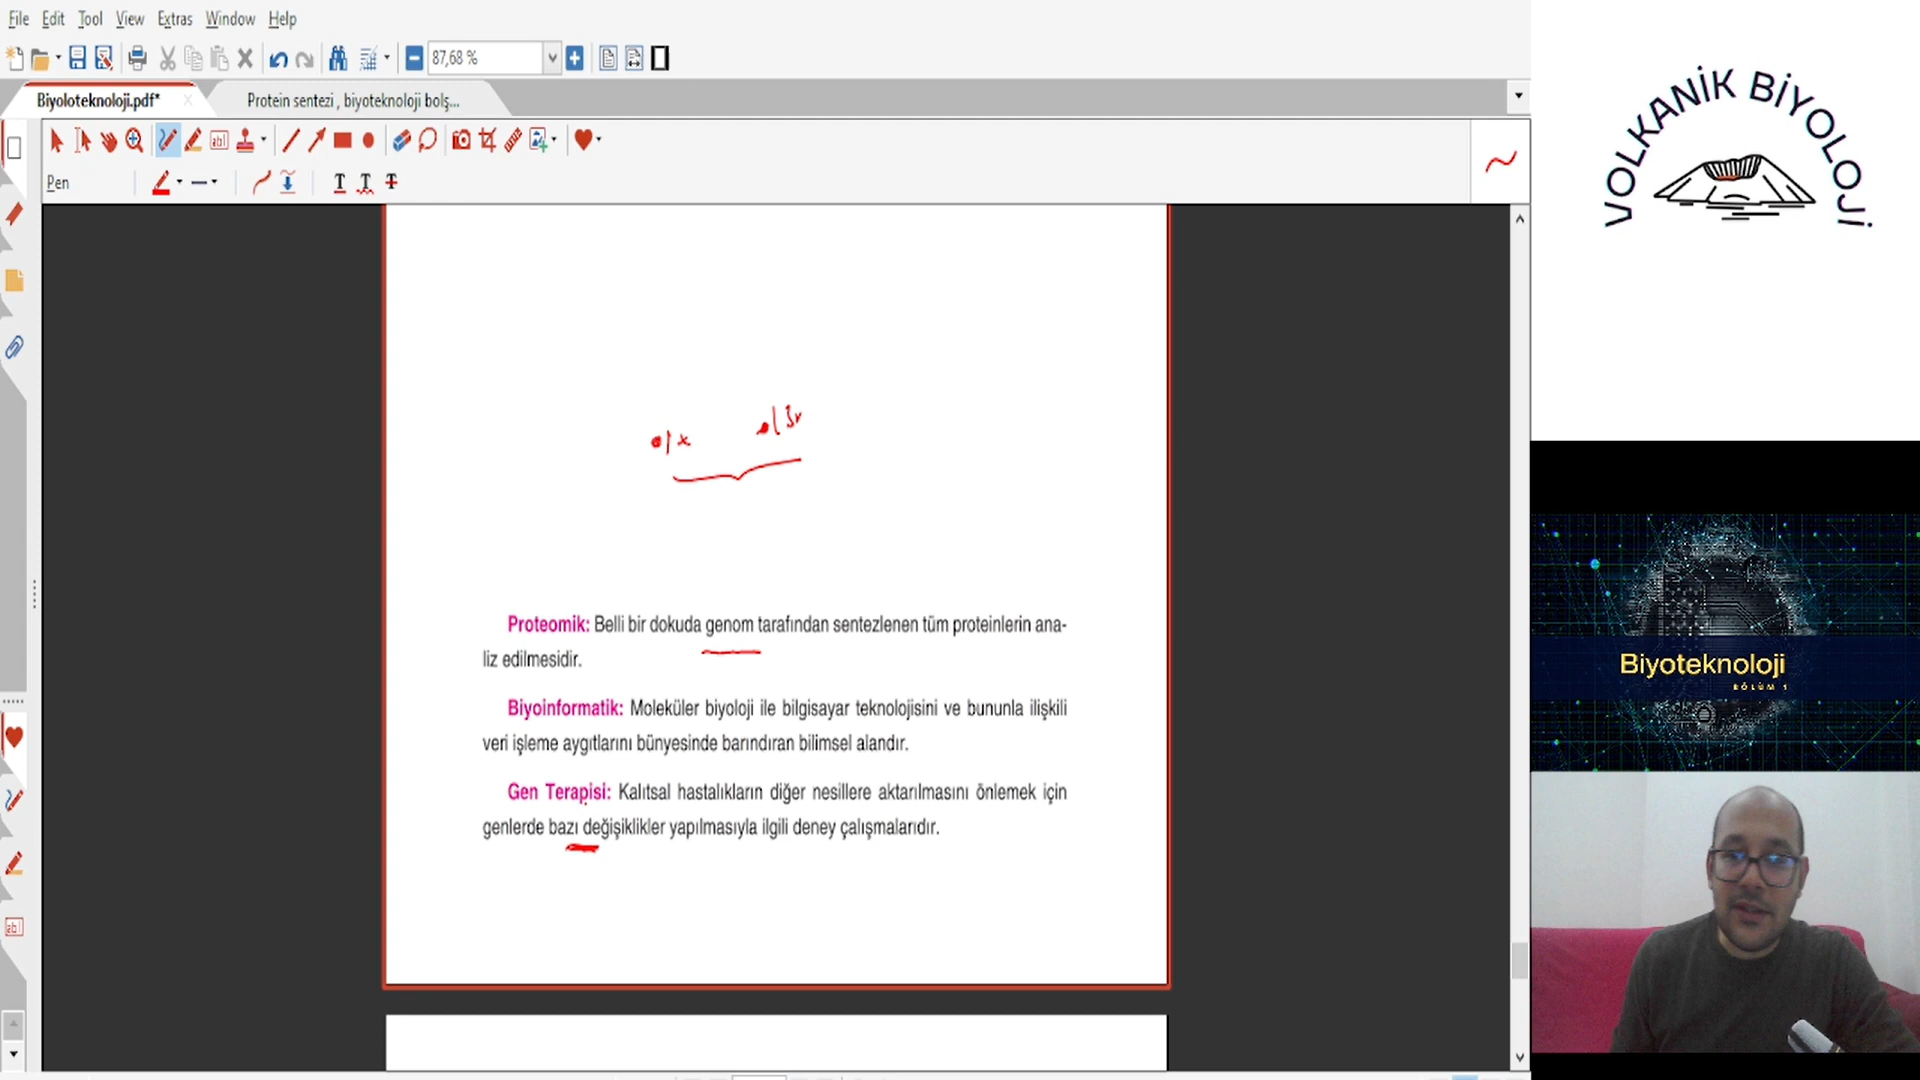 File Edit Tool View Extras Window Help
87,68 %
Biyoloteknoloji.pdf*
Protein sentezi , biyoteknoloji bolş...
Pen
VOLKANİK BİYOLOJİ
Proteomik: Belli bir dokuda genom tarafından sentezlenen tüm proteinlerin ana-
liz edilmesidir.
Biyoinformatik: Moleküler biyoloji ile bilgisayar teknolojisini ve bununla ilişkili
veri işleme aygıtlarını bünyesinde barındıran bilimsel alandır.
Gen Terapisi: Kalıtsal hastalıkların diğer nesillere aktarılmasını önlemek için
genlerde bazı değişiklikler yapılmasıyla ilgili deney çalışmalarıdır.
Biyoteknoloji
BÖLÜM 1